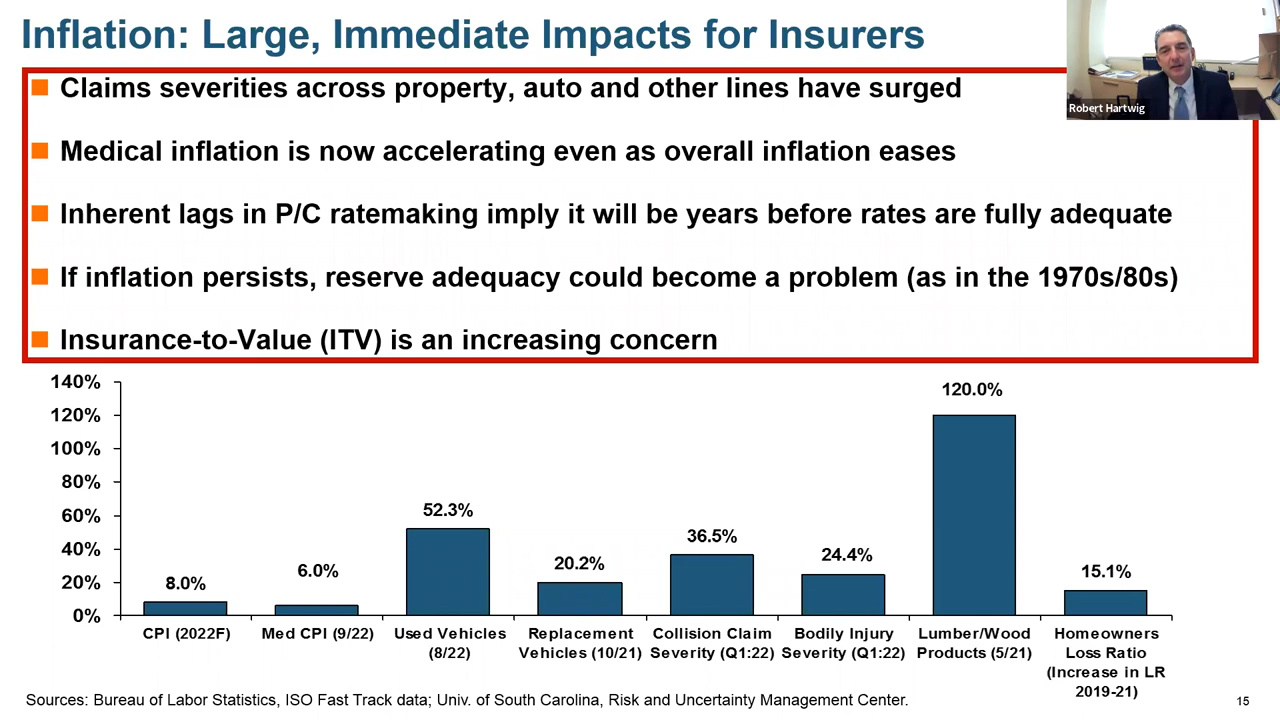 Inflation: Large, Immediate Impacts for Insurers
Robert Hartwig
Claims severities across property, auto and other lines have surged
Medical inflation is now accelerating even as overall inflation eases
Inherent lags in P/C ratemaking imply it will be years before rates are fully adequate
If inflation persists, reserve adequacy could become a problem (as in the 1970s/80s)
Insurance-to-Value (ITV) is an increasing concern
140%
120%
100%
80%
60%
40%
20%
0%
8.0%
6.0%
52.3%
20.2%
36.5%
24.4%
120.0%
15.1%
CPI (2022F)
Med CPI (9/22)
Used Vehicles
(8/22)
Replacement
Vehicles (10/21)
Collision Claim
Severity (Q1:22)
Bodily Injury
Severity (Q1:22)
Lumber/Wood
Products (5/21)
Homeowners
Loss Ratio
(Increase in LR
2019-21)
Sources: Bureau of Labor Statistics, ISO Fast Track data; Univ. of South Carolina, Risk and Uncertainty Management Center.
15